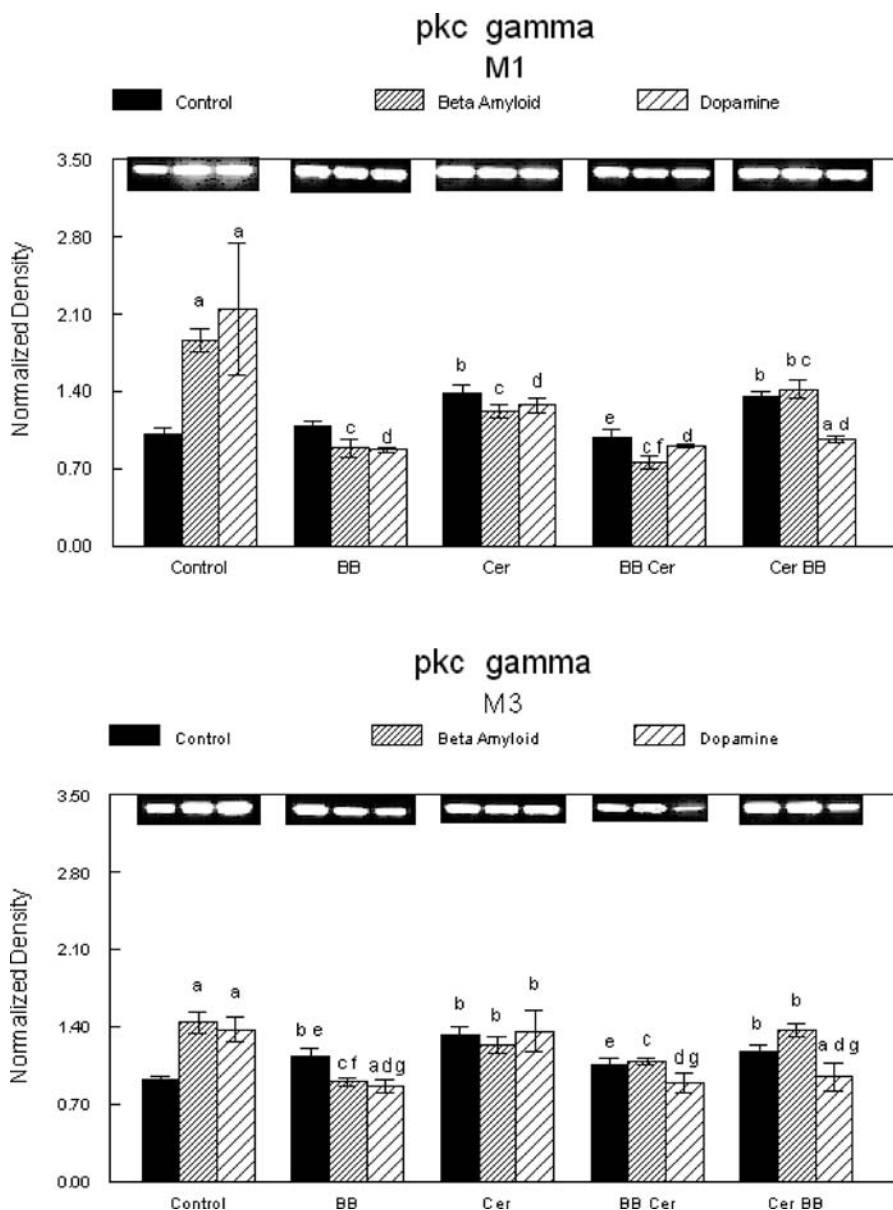 pkc gamma
M1
Control Beta Amyloid Dopamine
3.50
2.80
2.10
1.40
0.70
0.00
Normalized Density
a a
c d
b c d
e c f d
b b c a d
Control BB Cer BB Cer Cer BB
pkc gamma
M3
Control Beta Amyloid Dopamine
3.50
2.80
2.10
1.40
0.70
0.00
Normalized Density
a a
b e c f a d g
b b b
e c d g
b b a d g
Control BB Cer BB Cer Cer BB